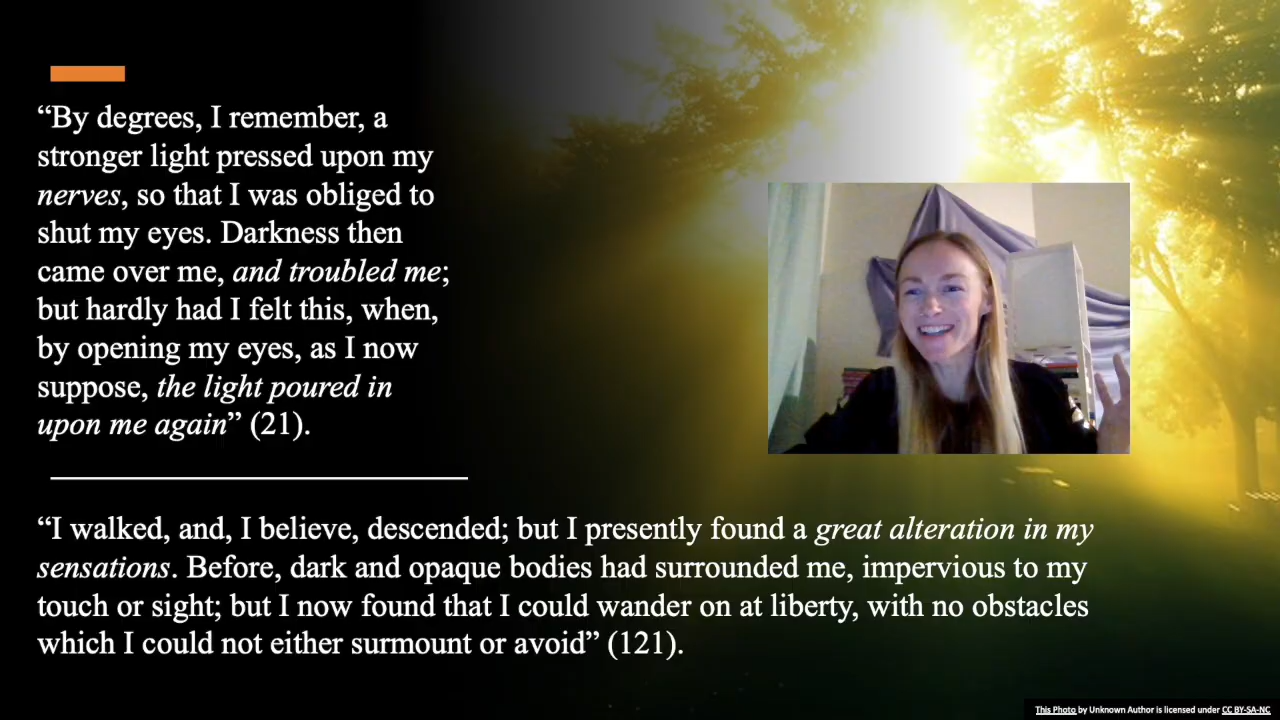 “By degrees, I remember, a
stronger light pressed upon my
nerves, so that I was obliged to
shut my eyes. Darkness then
came over me, and troubled me;
but hardly had I felt this, when,
by opening my eyes, as I now
suppose, the light poured in
upon me again” (21).
“I walked, and, I believe, descended; but I presently found a great alteration in my
sensations. Before, dark and opaque bodies had surrounded me, impervious to my
touch or sight; but I now found that I could wander on at liberty, with no obstacles
which I could not either surmount or avoid” (121).
This Photo by Unknown Author is licensed under CC BY-SA-NC